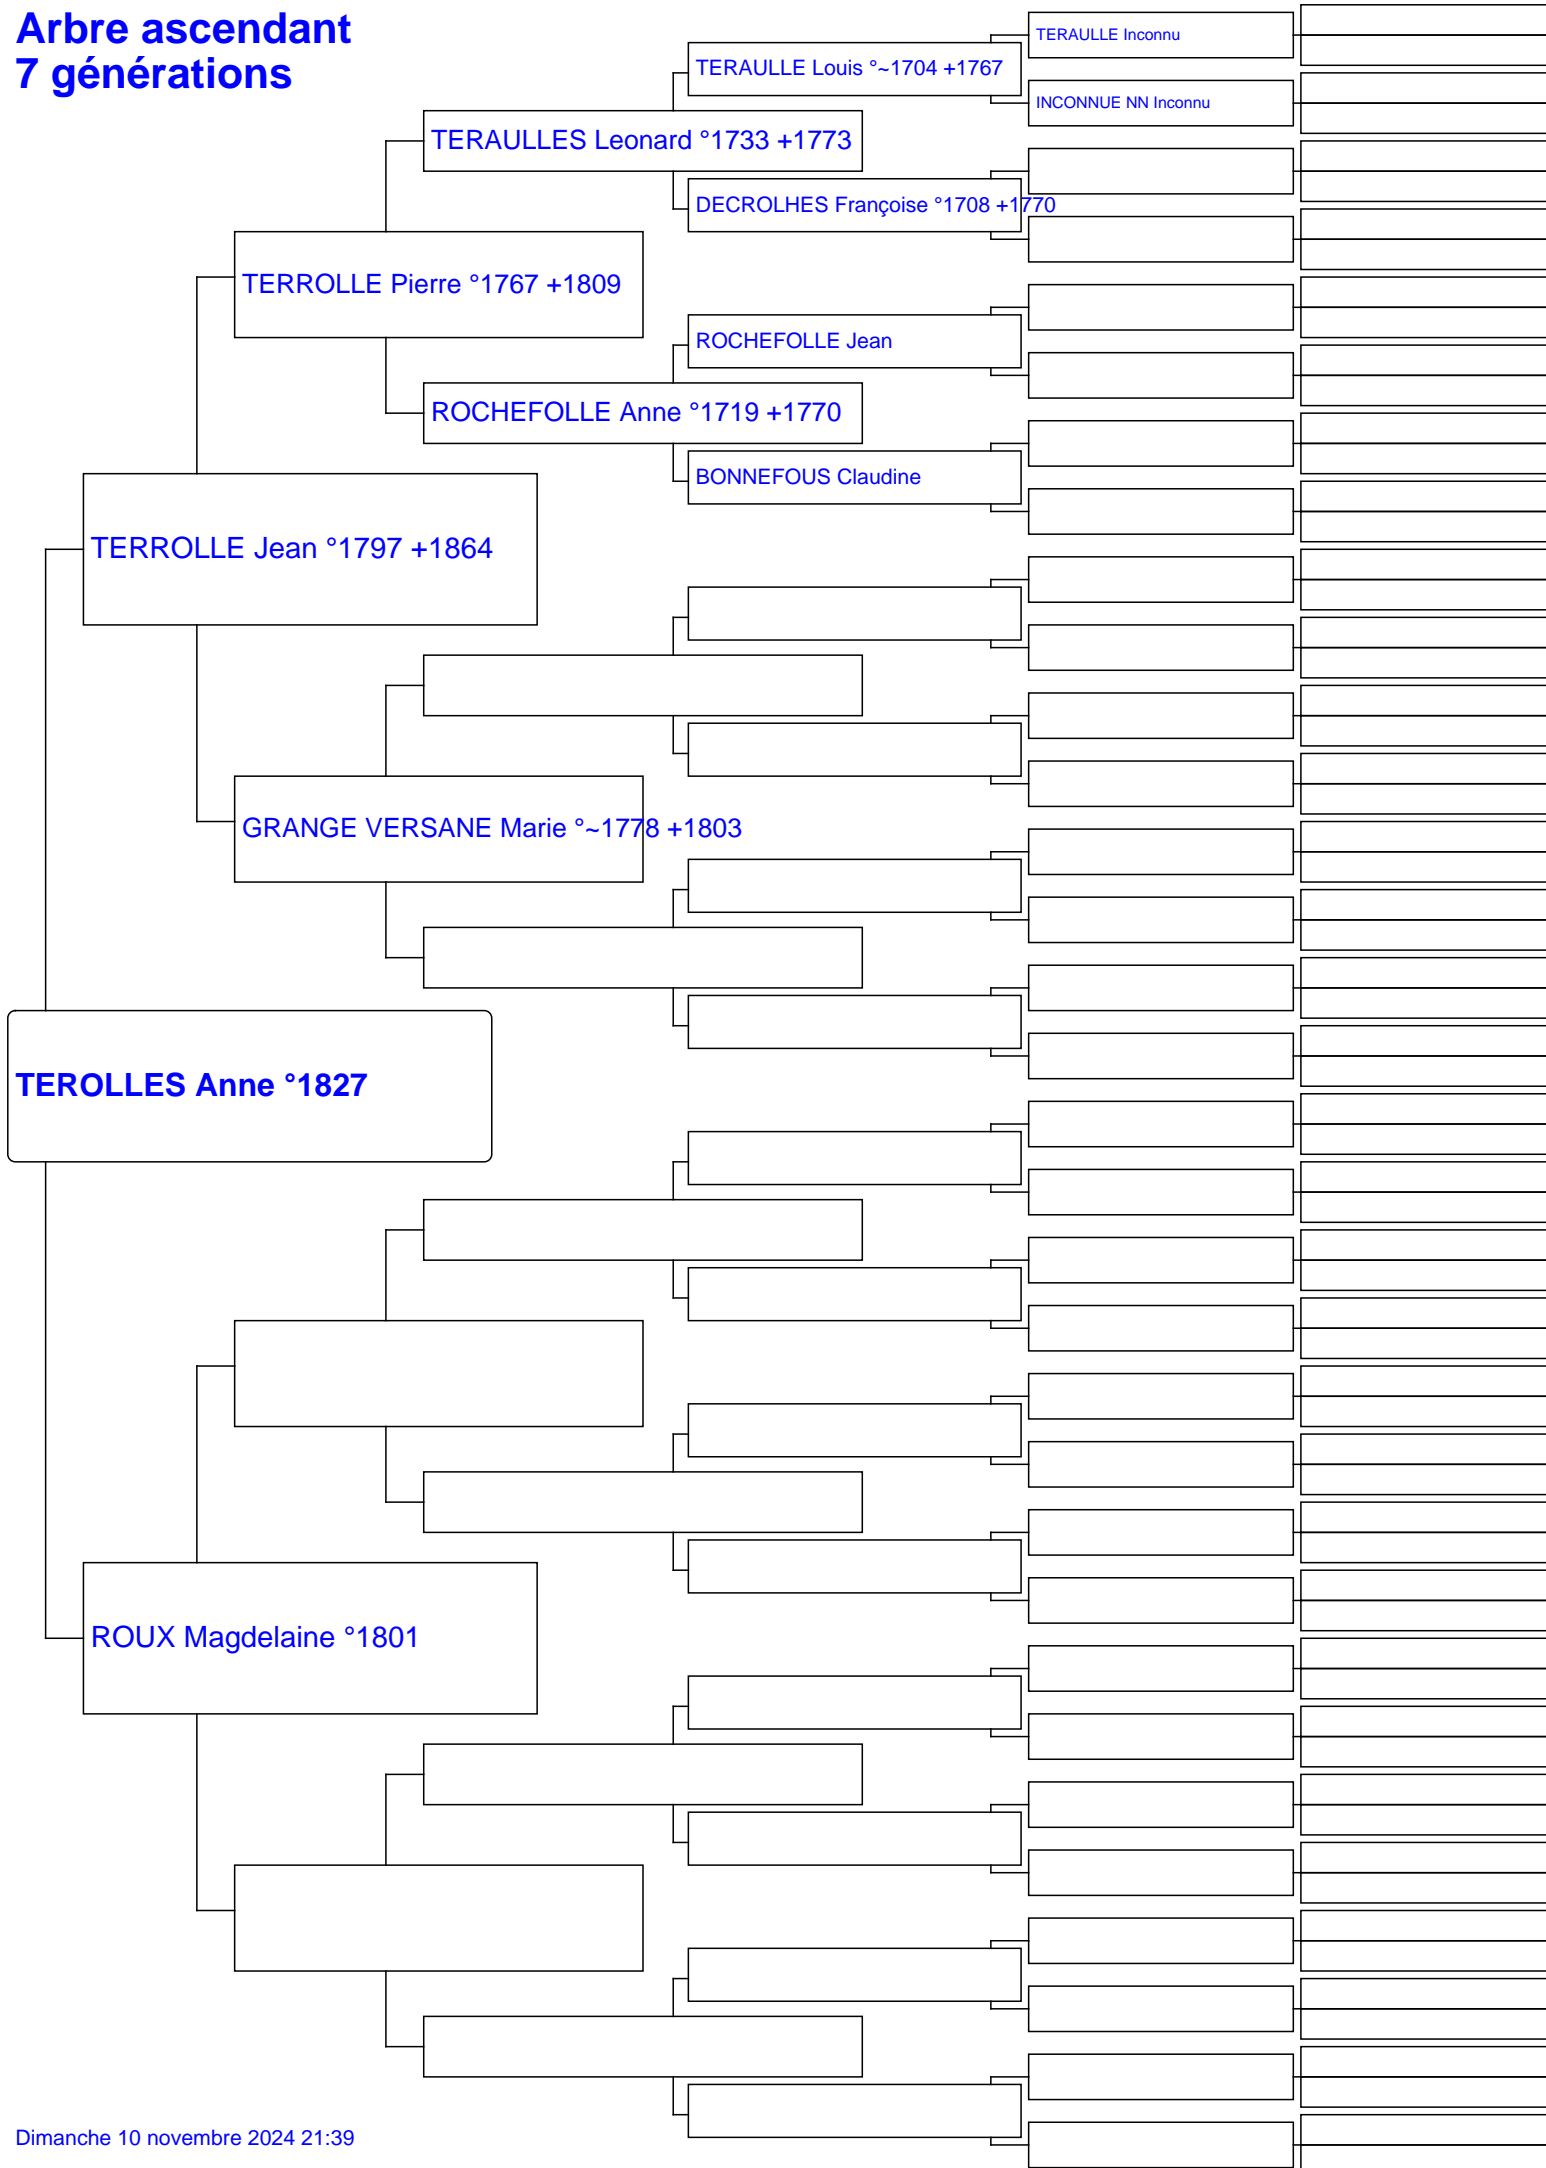 Arbre ascendant
7 générations
TERAULLE Inconnu
TERAULLE Louis °~1704 +1767
INCONNUE NN Inconnu
TERAULLES Leonard °1733 +1773
DECROLHES Françoise °1708 +1770
TERROLLE Pierre °1767 +1809
ROCHEFOLLE Jean
ROCHEFOLLE Anne °1719 +1770
BONNEFOUS Claudine
TERROLLE Jean °1797 +1864
GRANGE VERSANE Marie °~1778 +1803
TEROLLES Anne °1827
ROUX Magdelaine °1801
Dimanche 10 novembre 2024 21:39